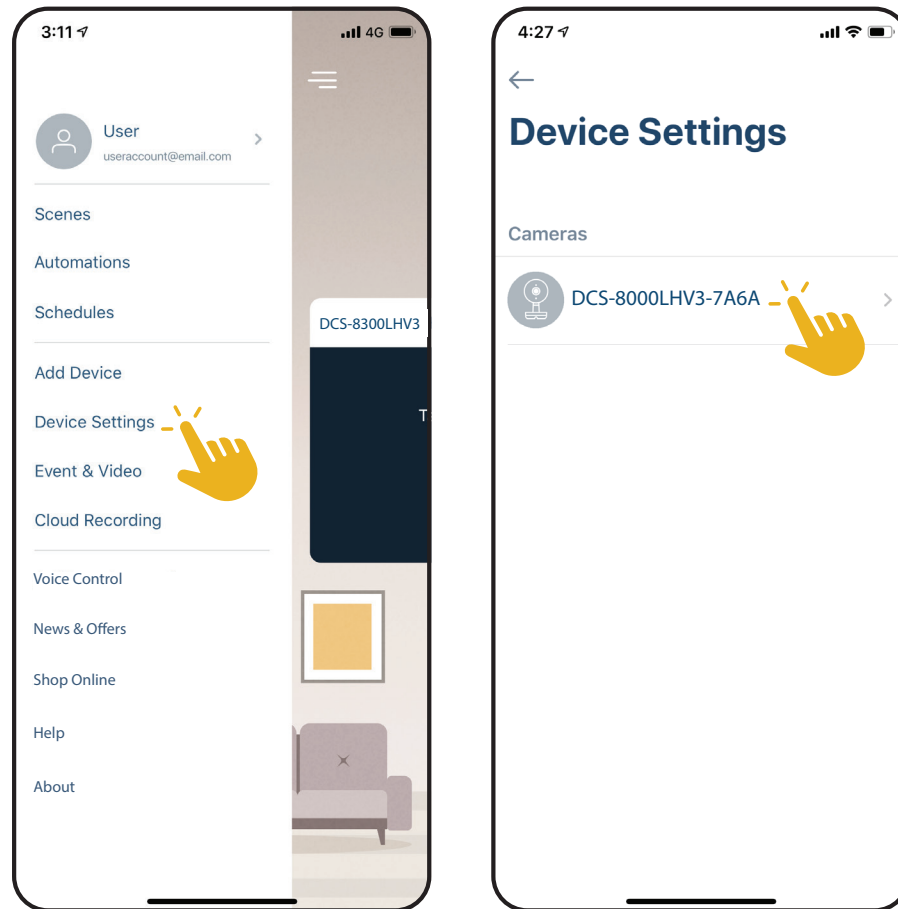 3:11
4G
User
useraccount@email.com
Scenes
Automations
Schedules
Add Device
Device Settings
Event & Video
Cloud Recording
Voice Control
News & Offers
Shop Online
Help
About
DCS-8300LHV3
T
4:27
Device Settings
Cameras
DCS-8000LHV3-7A6A